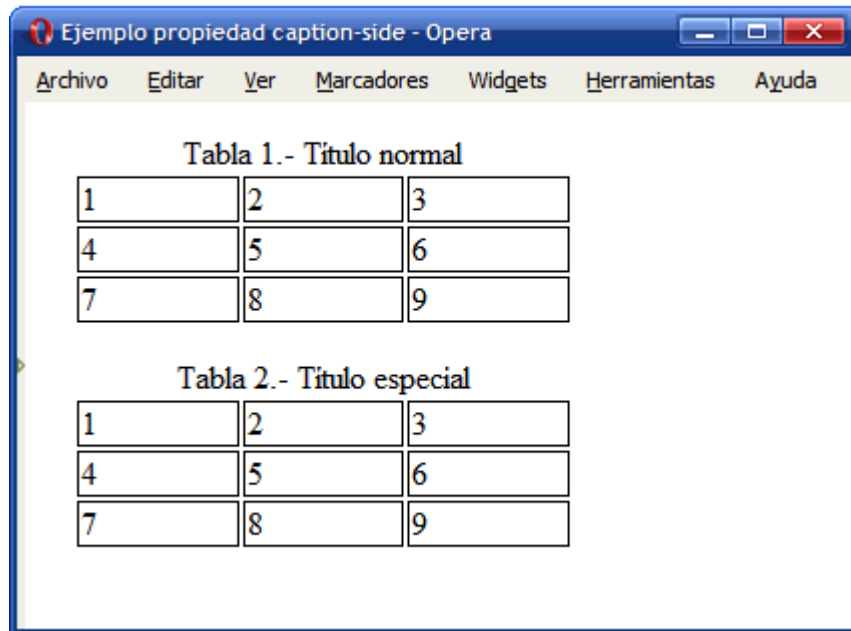 Ejemplo propiedad caption-side - Opera
Archivo Editar Ver Marcadores Widgets Herramientas Ayuda
Tabla 1.- Título normal
1 2 3
4 5 6
7 8 9
Tabla 2.- Título especial
1 2 3
4 5 6
7 8 9